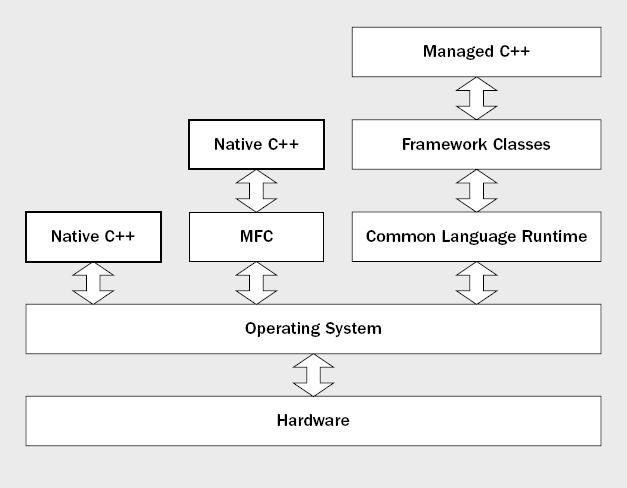 Managed C++
Native C++
Framework Classes
Native C++
MFC
Common Language Runtime
Operating System
Hardware